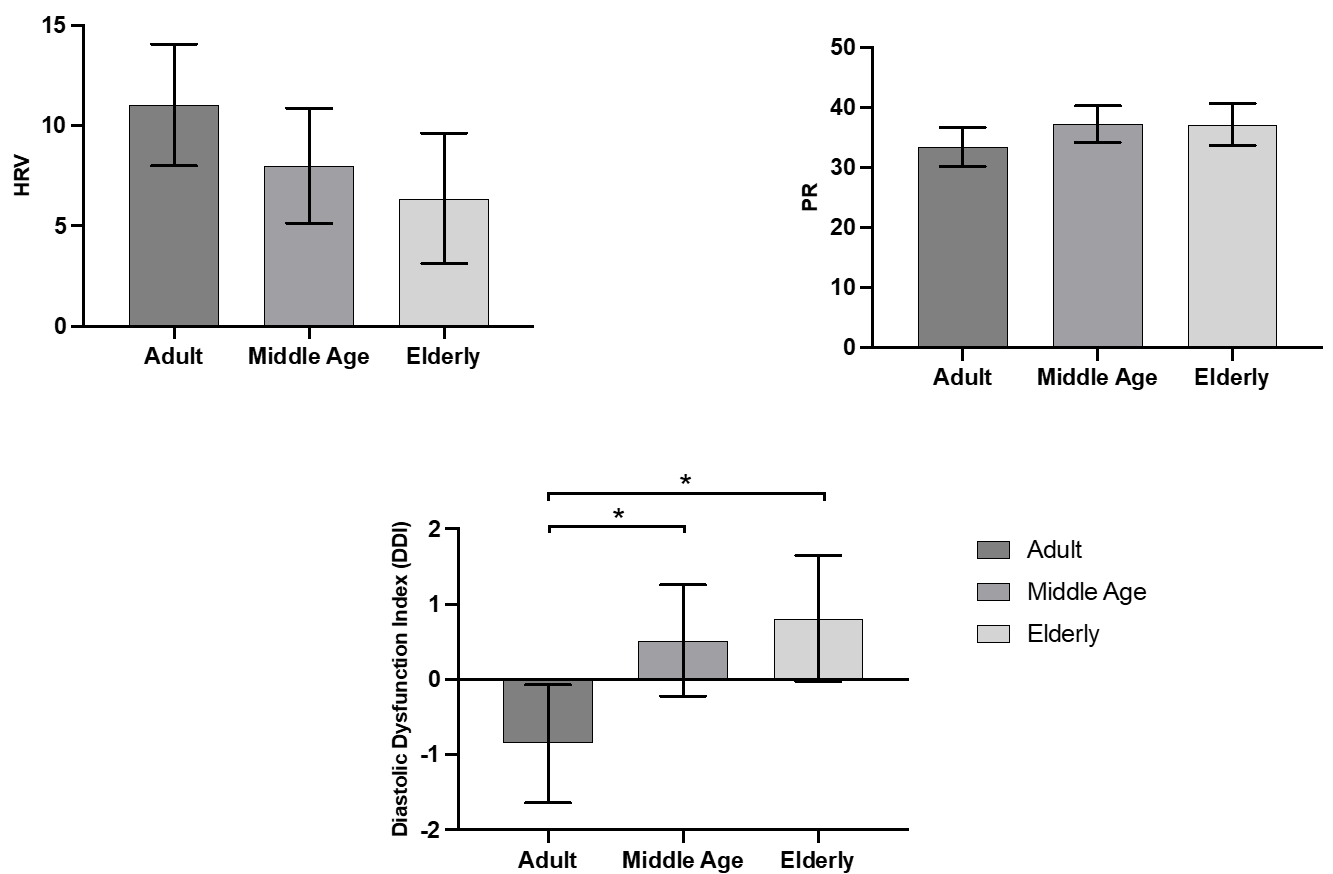 HRV
15
10
5
0
Adult Middle Age Elderly
PR
50
40
30
20
10
0
Adult Middle Age Elderly
Diastolic Dysfunction Index (DDI)
*
*
2
1
0
-1
-2
Adult Middle Age Elderly
Adult
Middle Age
Elderly